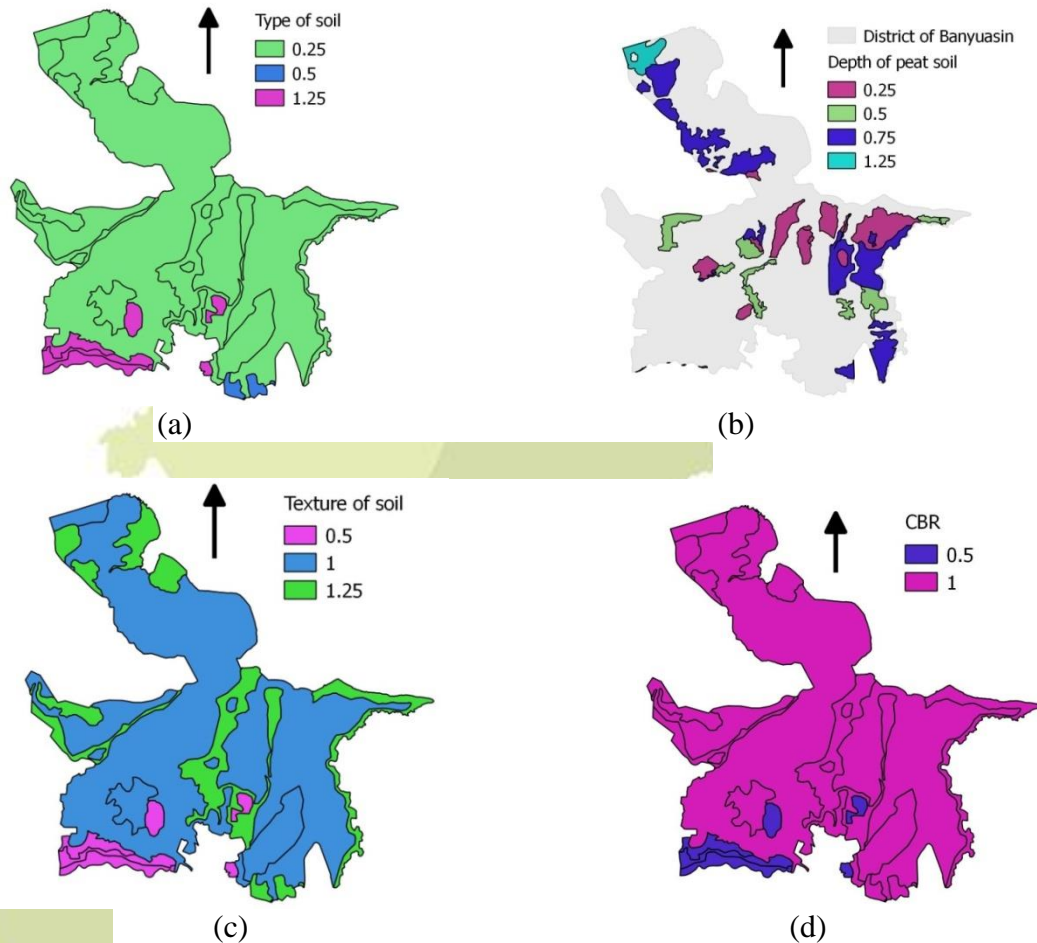 Type of soil
0.25
0.5
1.25
District of Banyuasin
Depth of peat soil
0.25
0.5
0.75
1.25
(a)
(b)
Texture of soil
0.5
1
1.25
CBR
0.5
1
(c)
(d)